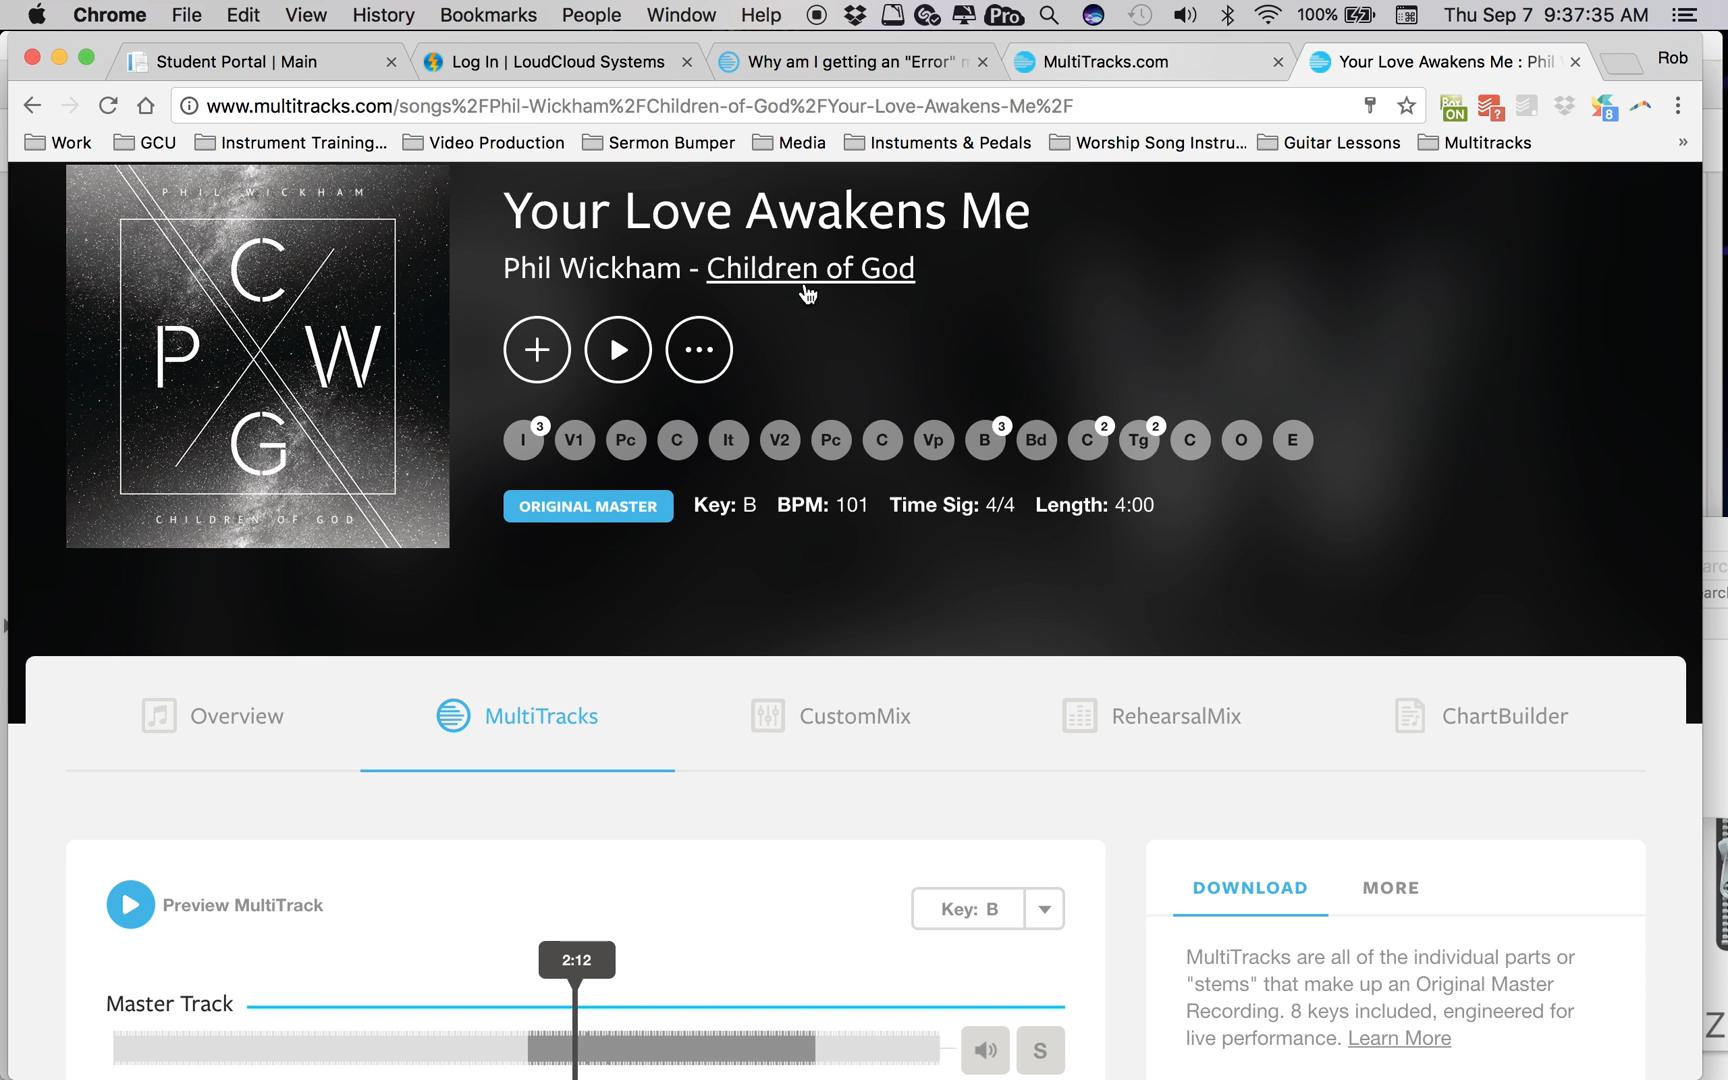 Chrome File Edit View History Bookmarks People Window Help Pro 100% Thu Sep 7 9:37:35 AM
Student Portal | Main Log In | LoudCloud Systems Why am I getting an "Error" m MultiTracks.com Your Love Awakens Me : Phil Rob
www.multitracks.com/songs%2FPhil-Wickham%2FChildren-of-God%2FYour-Love-Awakens-Me%2F ON ? 8
Work GCU Instrument Training... Video Production Sermon Bumper Media Instuments & Pedals Worship Song Instru... Guitar Lessons Multitracks »
PHIL WICKHAM
C
P W
G
CHILDREN OF GOD
Your Love Awakens Me
Phil Wickham - Children of God
I 3 V1 Pc C It V2 Pc C Vp B 3 Bd C 2 Tg 2 C O E
ORIGINAL MASTER Key: B BPM: 101 Time Sig: 4/4 Length: 4:00
Overview MultiTracks CustomMix RehearsalMix ChartBuilder
Preview MultiTrack Key: B
2:12
Master Track
S
DOWNLOAD MORE
MultiTracks are all of the individual parts or
"stems" that make up an Original Master
Recording. 8 keys included, engineered for
live performance. Learn More